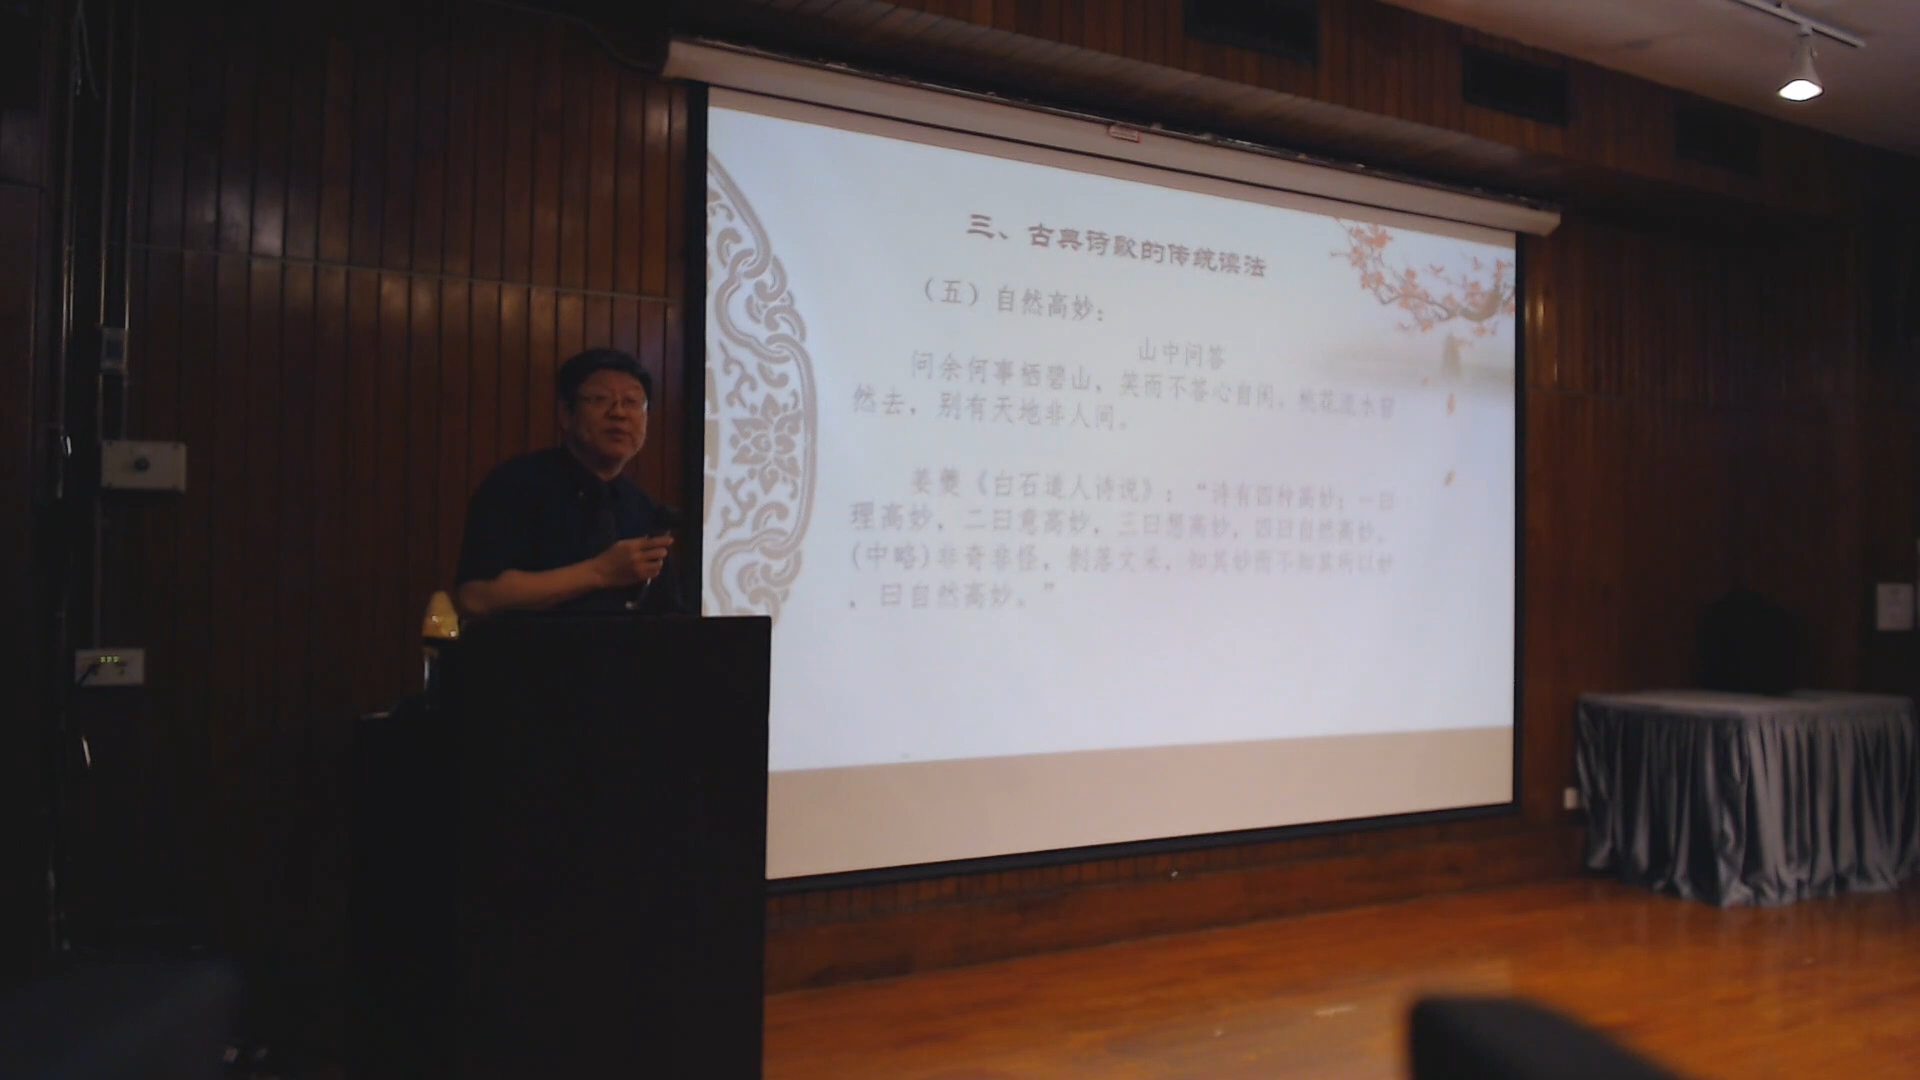 三、古典诗歌的传统读法
（五）自然高妙：
山中问答
问余何事栖碧山，笑而不答心自闲。桃花流水窅
然去，别有天地非人间。
姜夔《白石道人诗说》：“诗有四种高妙：一曰
理高妙，二曰意高妙，三曰想高妙，四曰自然高妙。
(中略)非奇非怪，剥落文采，知其妙而不知其所以妙
，曰自然高妙。”